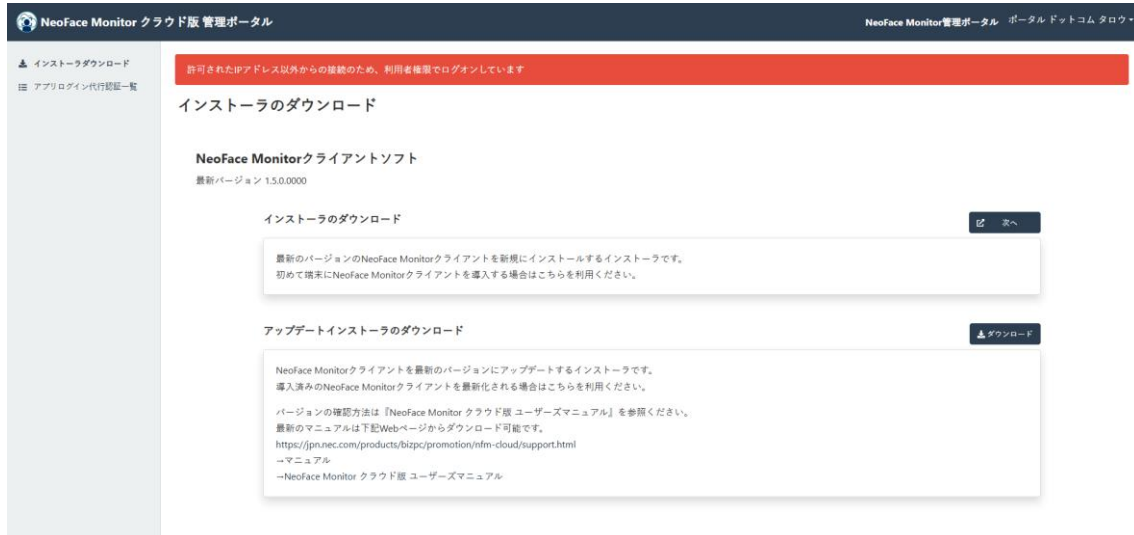 NeoFace Monitor クラウド版 管理ポータル
NeoFace Monitor管理ポータル ポータル ドットコム タロウ
インストーラダウンロード
アプリログイン代行認証一覧
許可されたIPアドレス以外からの接続のため、利用者権限でログオンしています
インストーラのダウンロード
NeoFace Monitorクライアントソフト
最新バージョン 1.5.0.0000
インストーラのダウンロード
次へ
最新のバージョンのNeoFace Monitorクライアントを新規にインストールするインストーラです。
初めて端末にNeoFace Monitorクライアントを導入する場合はこちらを利用ください。
アップデートインストーラのダウンロード
ダウンロード
NeoFace Monitorクライアントを最新のバージョンにアップデートするインストーラです。
導入済みのNeoFace Monitorクライアントを最新化される場合はこちらを利用ください。
バージョンの確認方法は『NeoFace Monitor クラウド版 ユーザーズマニュアル』を参照ください。
最新のマニュアルは下記Webページからダウンロード可能です。
https://jpn.nec.com/products/bizpc/promotion/nfm-cloud/support.html
→マニュアル
→NeoFace Monitor クラウド版 ユーザーズマニュアル